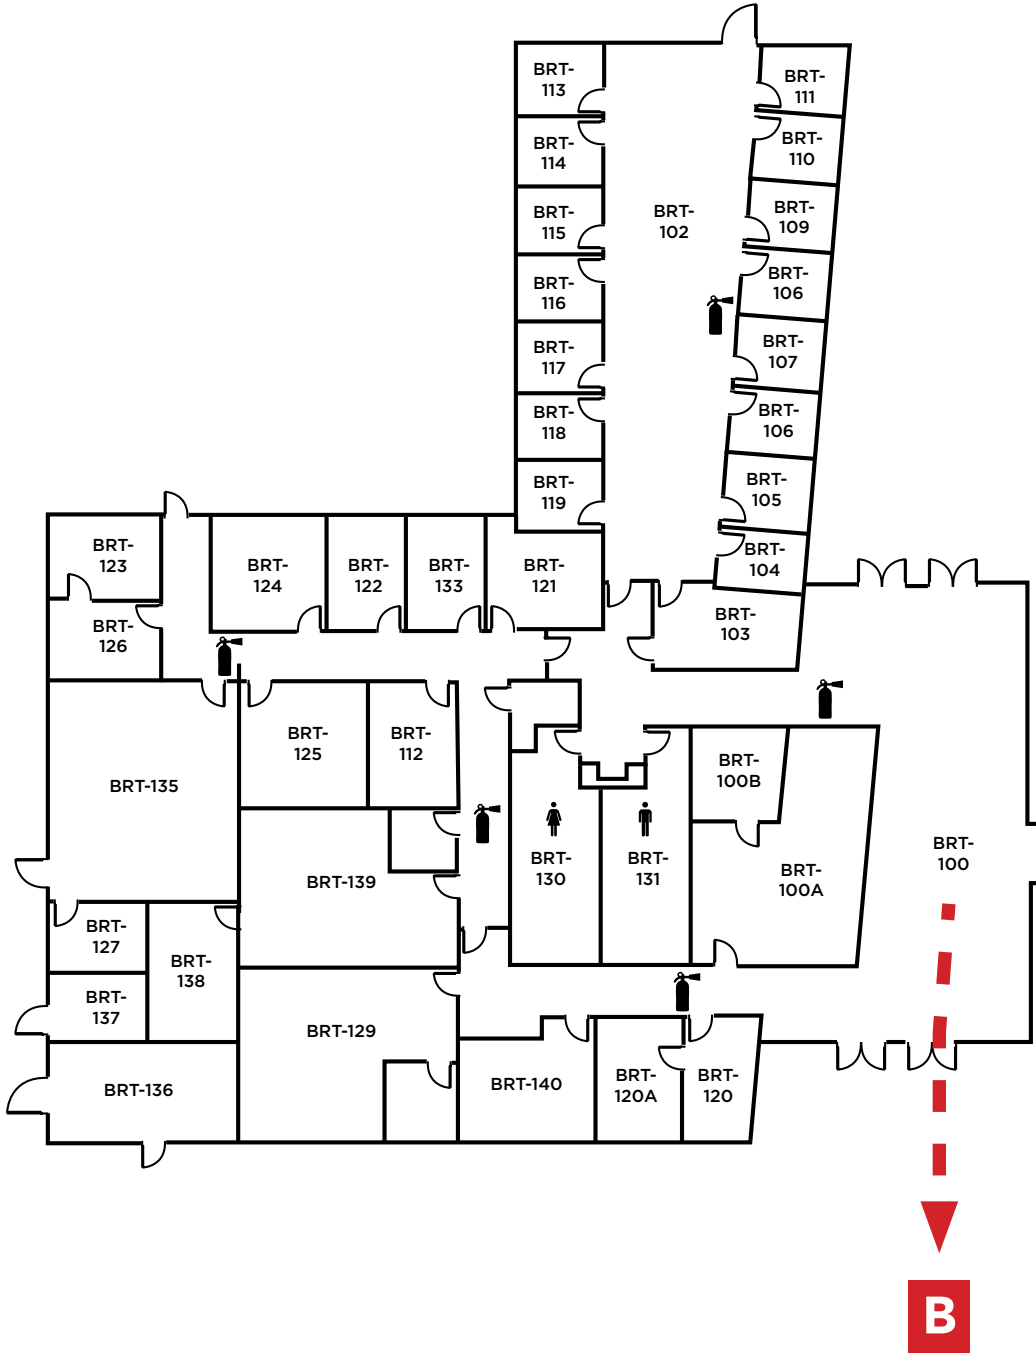 BRT-
113
BRT-
111
BRT-
114
BRT-
110
BRT-
115
BRT-
102
BRT-
109
BRT-
116
BRT-
106
BRT-
117
BRT-
107
BRT-
118
BRT-
106
BRT-
119
BRT-
105
BRT-
123
BRT-
124
BRT-
122
BRT-
133
BRT-
121
BRT-
104
BRT-
126
BRT-
103
BRT-
125
BRT-
112
BRT-135
BRT-
100B
BRT-
130
BRT-
131
BRT-
100A
BRT-
100
BRT-139
BRT-
127
BRT-
138
BRT-
137
BRT-129
BRT-136
BRT-140
BRT-
120A
BRT-
120
B